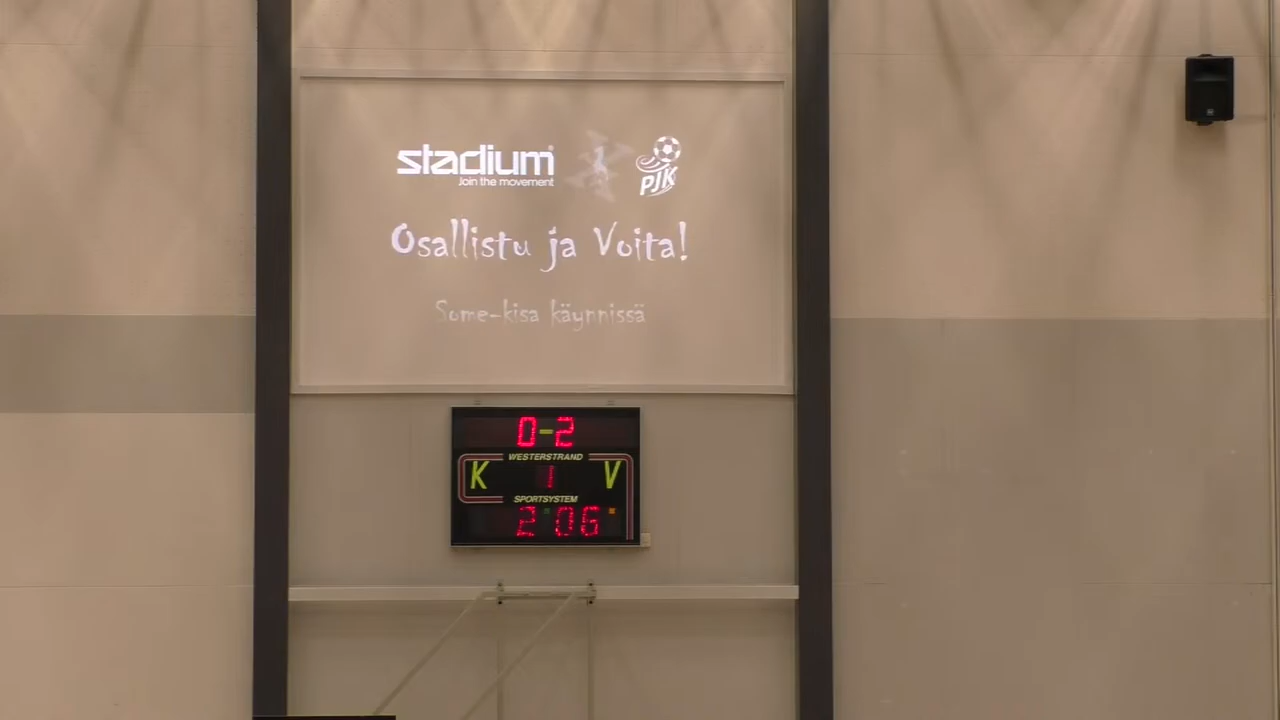 stadium
Join the movement
PJK
Osallistu ja Voita!
Some-kisa käynnissä
0-2
WESTERSTRAND
K 1 V
SPORTSYSTEM
2:06